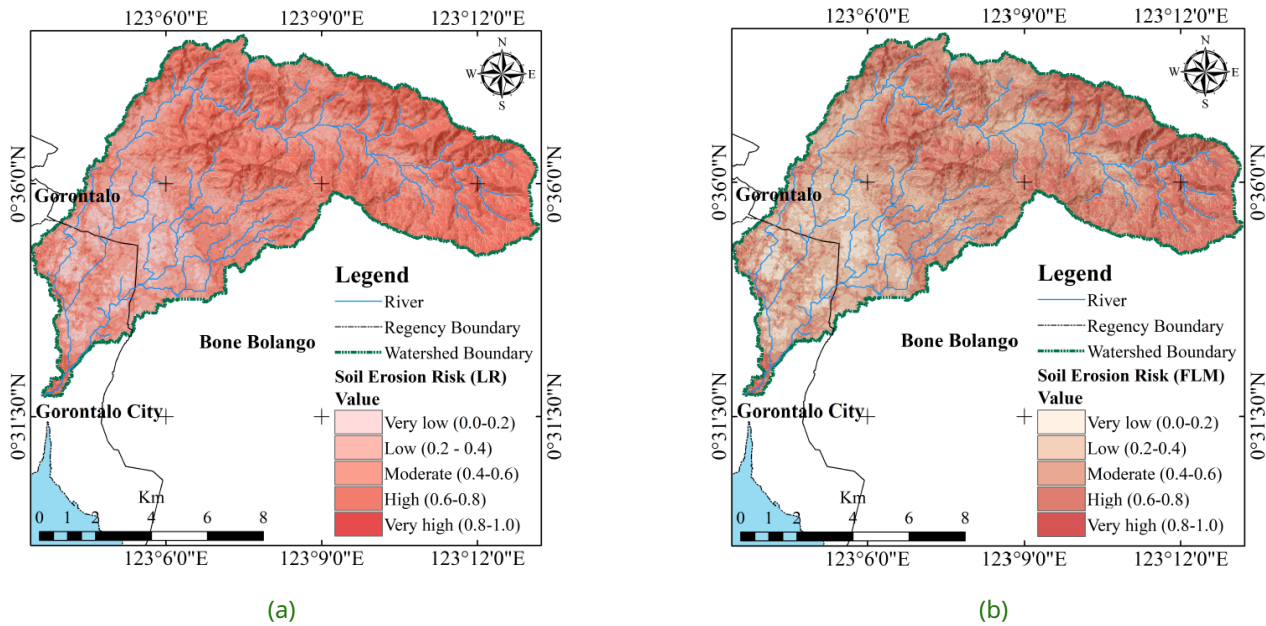 123°6'0"E 123°9'0"E 123°12'0"E
N
W E
S
0°36'0"N 0°36'0"N
Gorontalo
Legend
River
Regency Boundary
Bone Bolango
Watershed Boundary
Soil Erosion Risk (LR)
Value
Gorontalo City
0°31'30"N 0°31'30"N
Very low (0.0-0.2)
Low (0.2 - 0.4)
Moderate (0.4-0.6)
High (0.6-0.8)
Very high (0.8-1.0)
Km
0 1 2 4 6 8
123°6'0"E 123°9'0"E 123°12'0"E
(a)
123°6'0"E 123°9'0"E 123°12'0"E
N
W E
S
0°36'0"N 0°36'0"N
Gorontalo
Legend
River
Regency Boundary
Bone Bolango
Watershed Boundary
Soil Erosion Risk (FLM)
Value
Gorontalo City
0°31'30"N 0°31'30"N
Very low (0.0-0.2)
Low (0.2-0.4)
Moderate (0.4-0.6)
High (0.6-0.8)
Very high (0.8-1.0)
Km
0 1 2 4 6 8
123°6'0"E 123°9'0"E 123°12'0"E
(b)